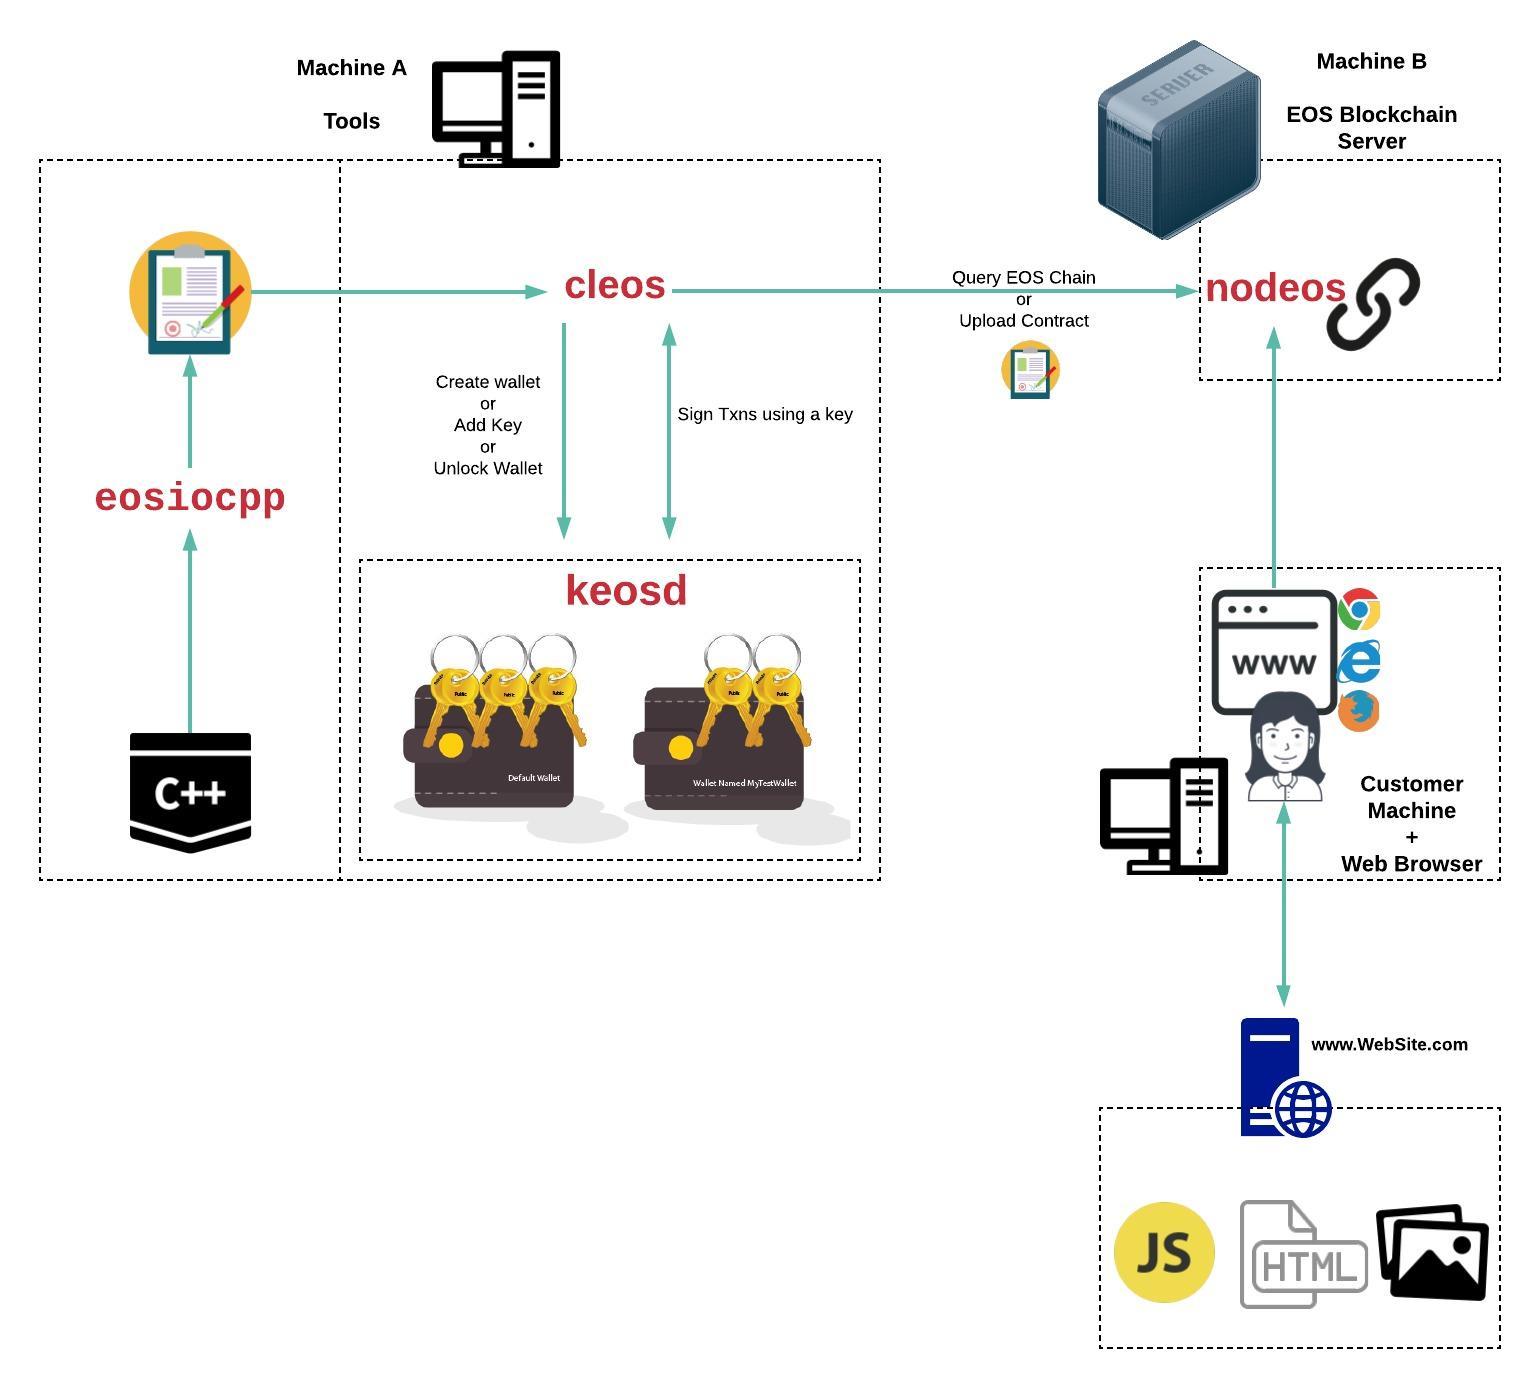 Machine A
Tools
SERVER
Machine B
EOS Blockchain
Server
cleos
Query EOS Chain
or
Upload Contract
nodeos
Create wallet
or
Add Key
or
Unlock Wallet
Sign Txns using a key
eosiocpp
keosd
Public
Public
Public
Public
Public
Default Wallet
Wallet Named MyTestWallet
C++
www
Customer
Machine
+
Web Browser
www.WebSite.com
JS
HTML